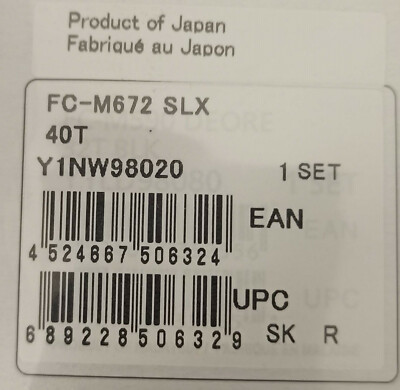 Product of Japan
Fabriqué au Japon
FC-M672 SLX
40T
Y1NW98020 1 SET
EAN
4 524667 506324
UPC
6 89228 50632 9 SK R